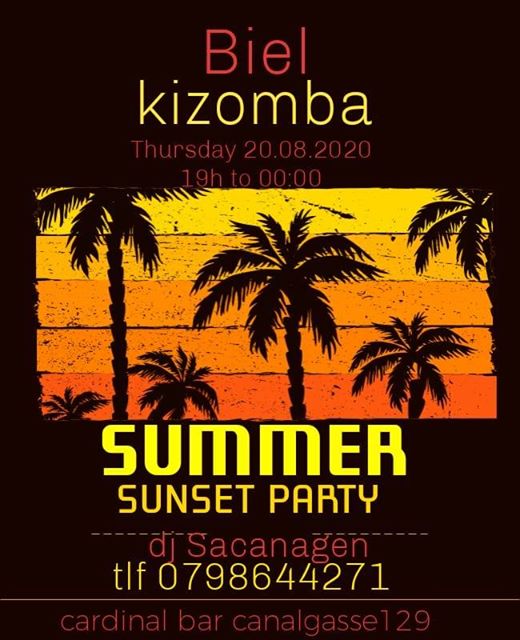 Biel
kizomba
Thursday 20.08.2020
19h to 00:00
SUMMER
SUNSET PARTY
dj Sacanagen
tlf 0798644271
cardinal bar canalgasse129